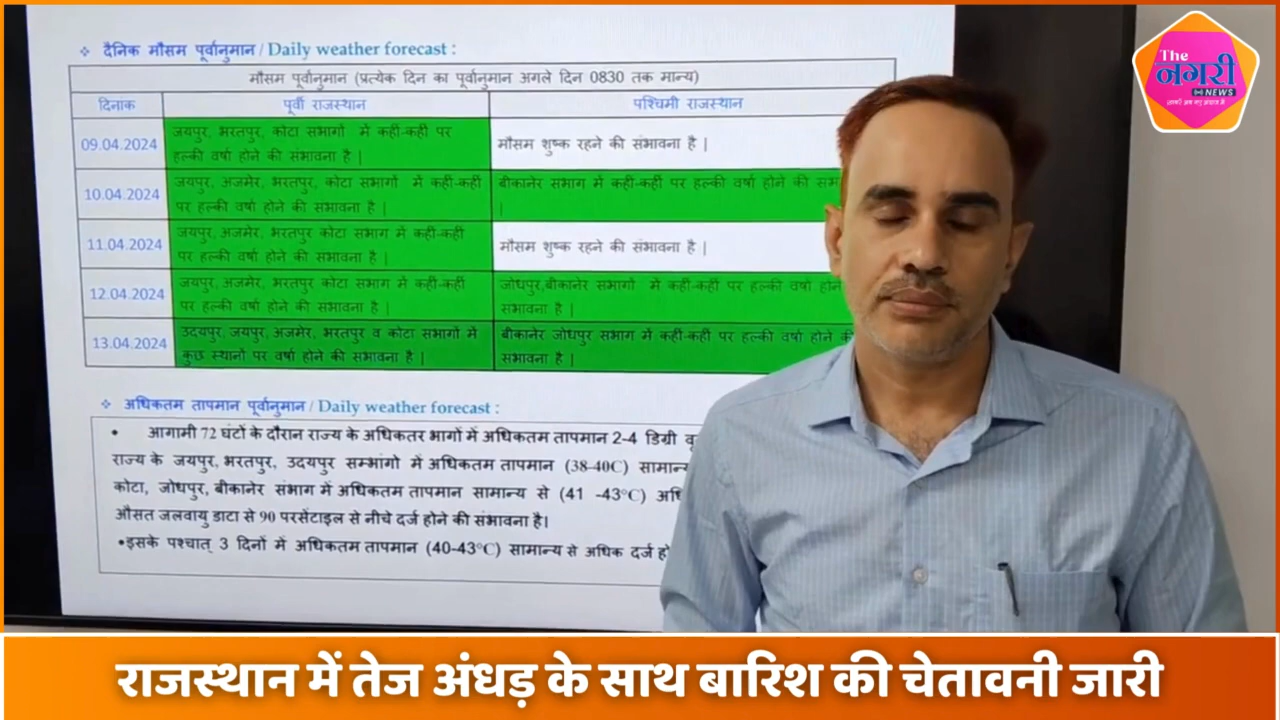 The
नगरी
NEWS
❖ दैनिक मौसम पूर्वानुमान / Daily weather forecast :
मौसम पूर्वानुमान (प्रत्येक दिन का पूर्वानुमान अगले दिन 0830 तक मान्य)
दिनांक पूर्वी राजस्थान पश्चिमी राजस्थान
09.04.2024 जयपुर, भरतपुर, कोटा संभागों में कहीं-कहीं पर
हल्की वर्षा होने की संभावना है | मौसम शुष्क रहने की संभावना है |
10.04.2024 जयपुर, अजमेर, भरतपुर, कोटा संभागों में कहीं-कहीं
पर हल्की वर्षा होने की संभावना है | बीकानेर संभाग में कहीं-कहीं पर हल्की वर्षा होने की
|
11.04.2024 जयपुर, अजमेर, भरतपुर कोटा संभाग में कहीं-कहीं
पर हल्की वर्षा होने की संभावना है | मौसम शुष्क रहने की संभावना है |
12.04.2024 जयपुर, अजमेर, भरतपुर कोटा संभाग में कहीं-कहीं
पर हल्की वर्षा होने की संभावना है | जोधपुर,बीकानेर संभागों में कहीं-कहीं पर हल्की वर्षा
संभावना है |
13.04.2024 उदयपुर, जयपुर, अजमेर, भरतपुर व कोटा संभागों में
कुछ स्थानों पर वर्षा होने की संभावना है | बीकानेर जोधपुर संभाग में कहीं-कहीं पर हल्की वर्षा होने की
संभावना है |
❖ अधिकतम तापमान पूर्वानुमान / Daily weather forecast :
• आगामी 72 घंटों के दौरान राज्य के अधिकतर भागों में अधिकतम तापमान 2-4 डिग्री
राज्य के जयपुर, भरतपुर, उदयपुर सम्भांगो में अधिकतम तापमान (38-40C) सामान्य
कोटा, जोधपुर, बीकानेर संभाग में अधिकतम तापमान सामान्य से (41 -43°C)
औसत जलवायु डाटा से 90 परसेंटाइल से नीचे दर्ज होने की संभावना है।
•इसके पश्चात् 3 दिनों में अधिकतम तापमान (40-43°C) सामान्य से अधिक दर्ज
राजस्थान में तेज अंधड़ के साथ बारिश की चेतावनी जारी